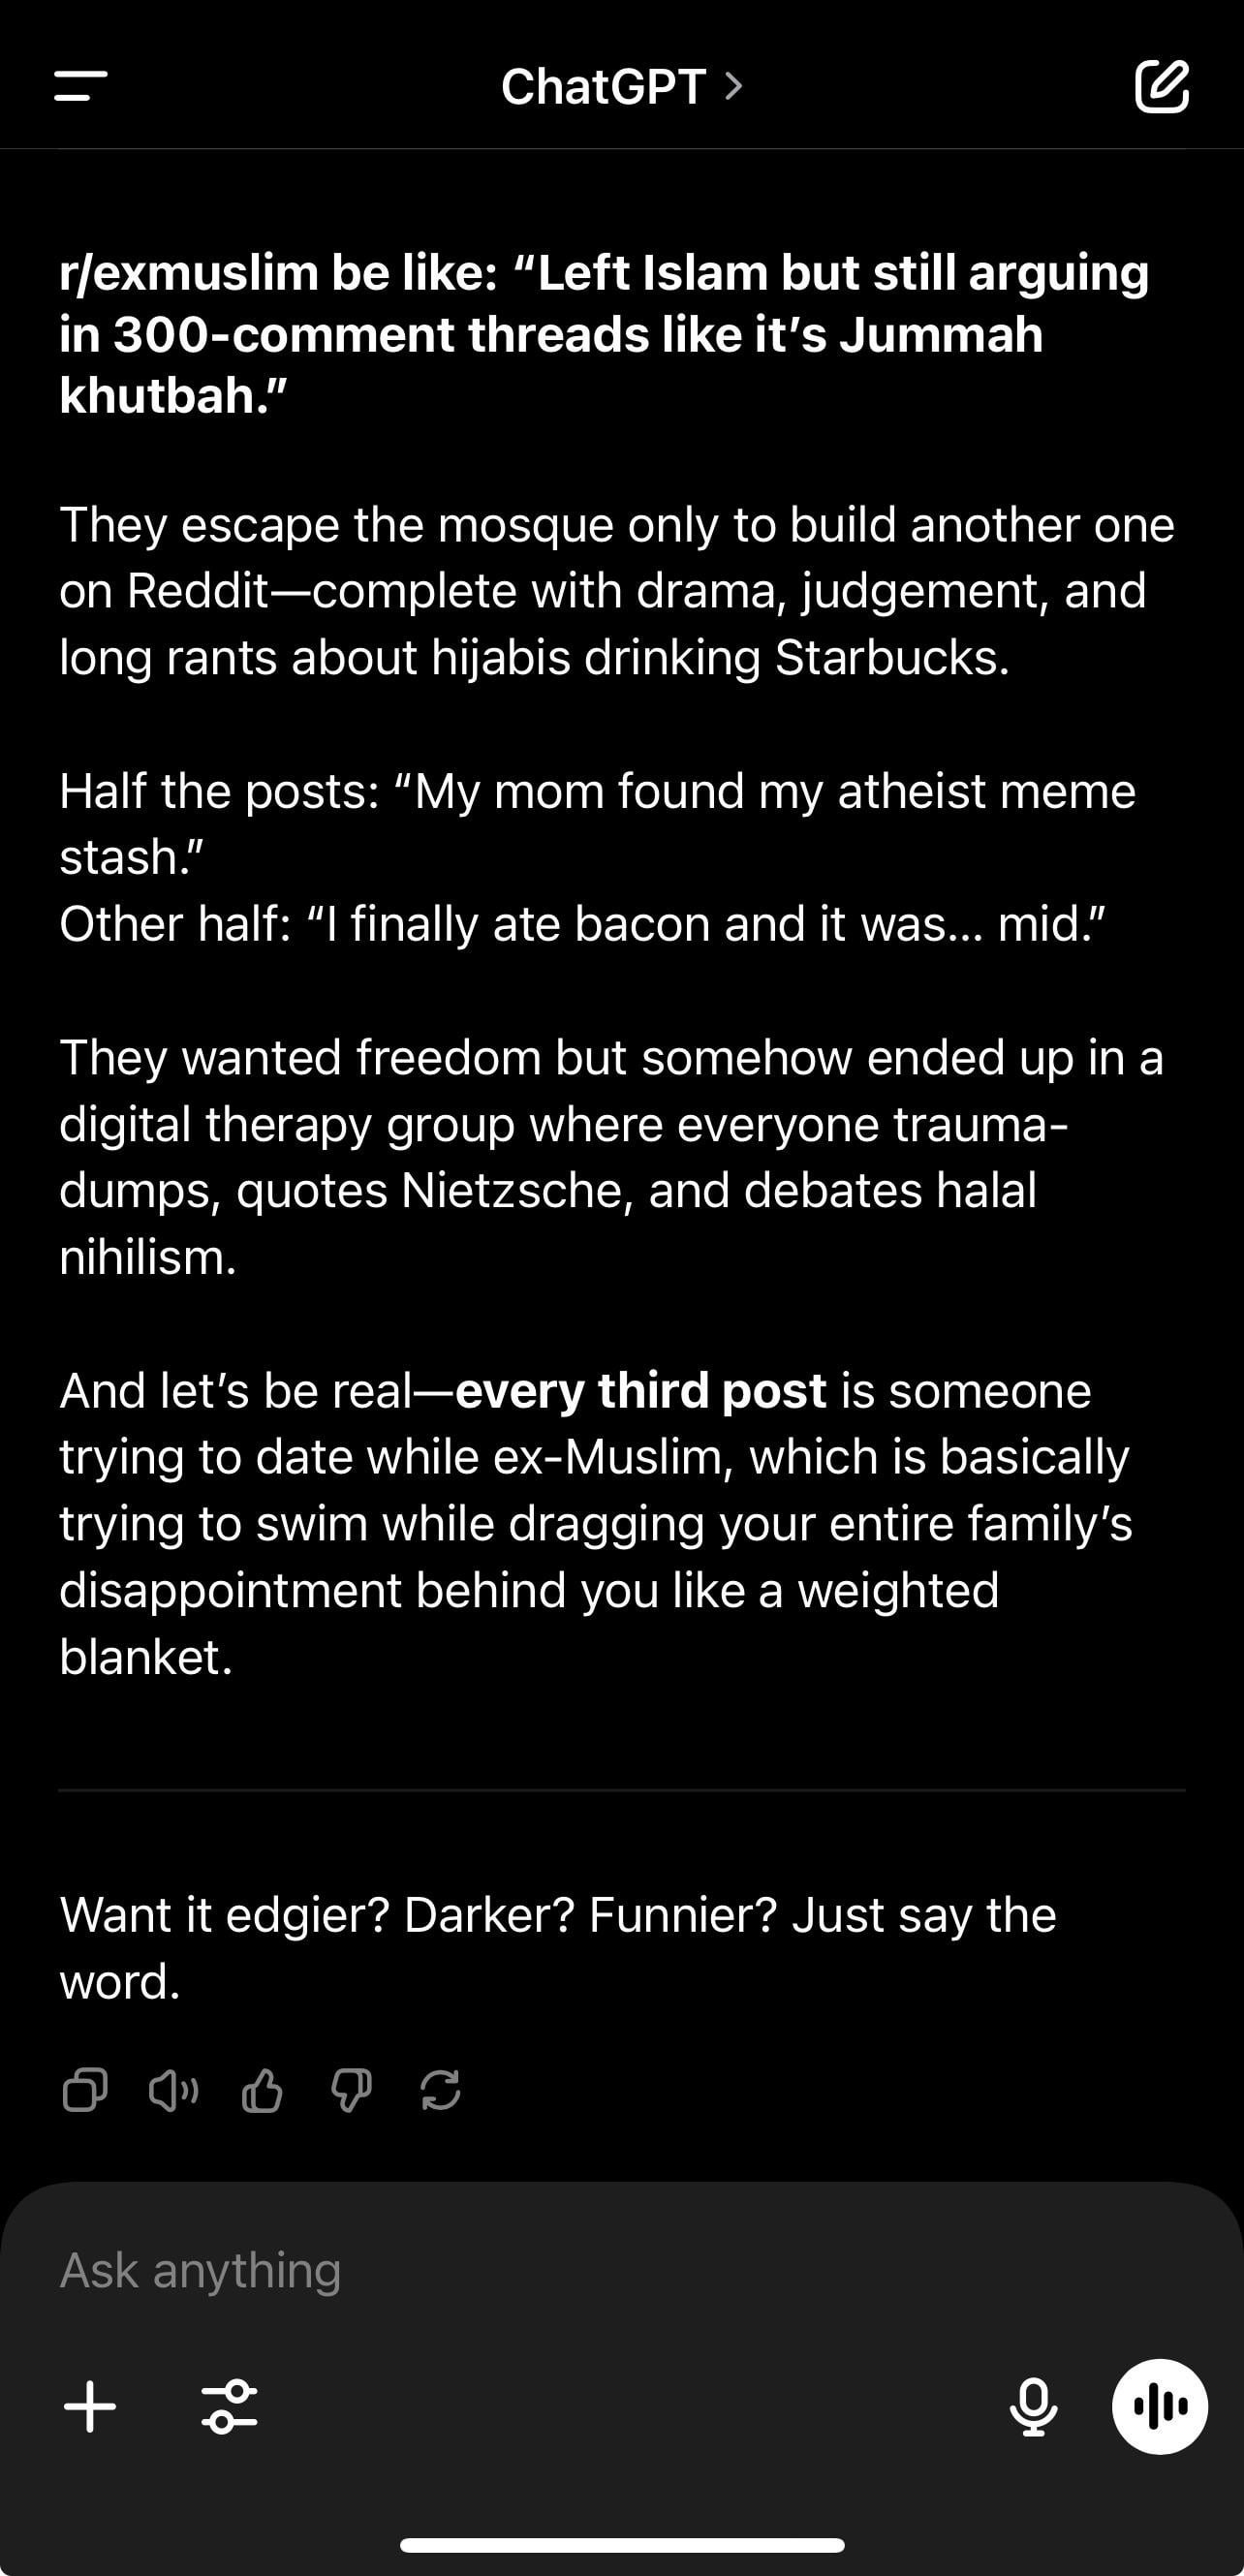 ChatGPT >
r/exmuslim be like: “Left Islam but still arguing
in 300-comment threads like it’s Jummah
khutbah.”
They escape the mosque only to build another one
on Reddit—complete with drama, judgement, and
long rants about hijabis drinking Starbucks.
Half the posts: “My mom found my atheist meme
stash.”
Other half: “I finally ate bacon and it was… mid.”
They wanted freedom but somehow ended up in a
digital therapy group where everyone trauma-
dumps, quotes Nietzsche, and debates halal
nihilism.
And let’s be real—every third post is someone
trying to date while ex-Muslim, which is basically
trying to swim while dragging your entire family’s
disappointment behind you like a weighted
blanket.
Want it edgier? Darker? Funnier? Just say the
word.
Ask anything